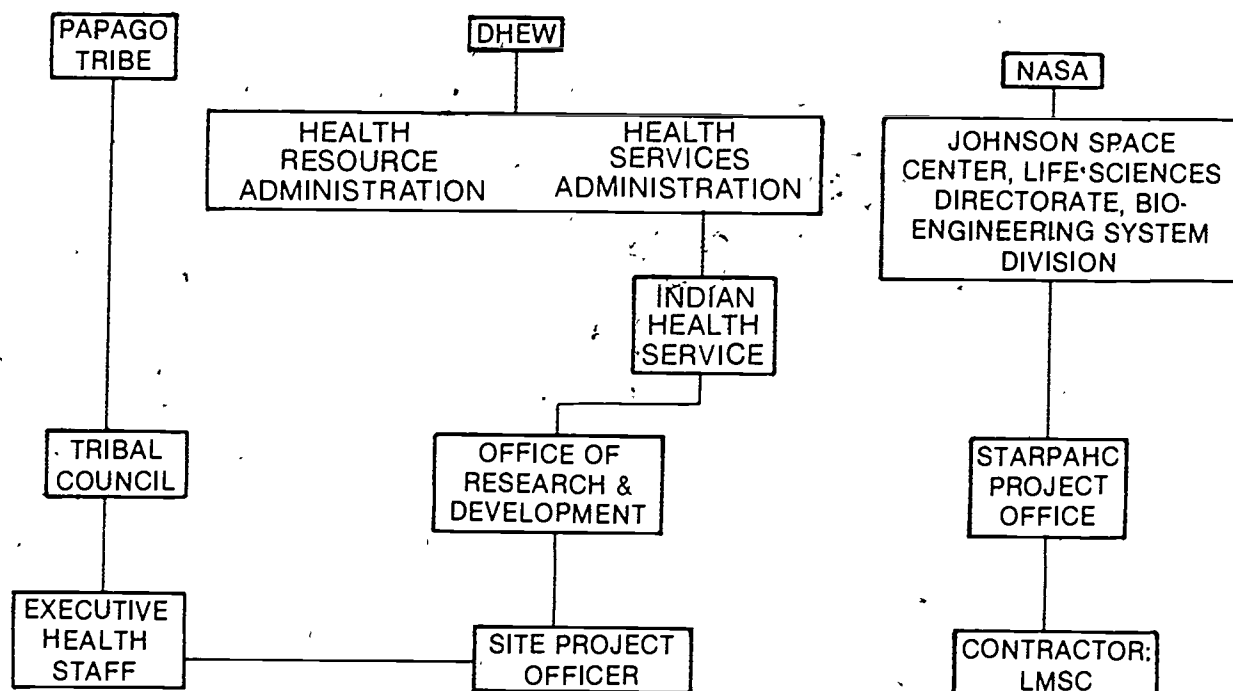 PAPAGO
TRIBE
DHEW
NASA
HEALTH
RESOURCE
ADMINISTRATION
HEALTH
SERVICES
ADMINISTRATION
JOHNSON SPACE
CENTER, LIFE SCIENCES
DIRECTORATE, BIO-
ENGINEERING SYSTEM
DIVISION
INDIAN
HEALTH
SERVICE
TRIBAL
COUNCIL
OFFICE OF
RESEARCH &
DEVELOPMENT
STARPAHC
PROJECT
OFFICE
EXECUTIVE
HEALTH
STAFF
SITE PROJECT
OFFICER
CONTRACTOR:
LMSC